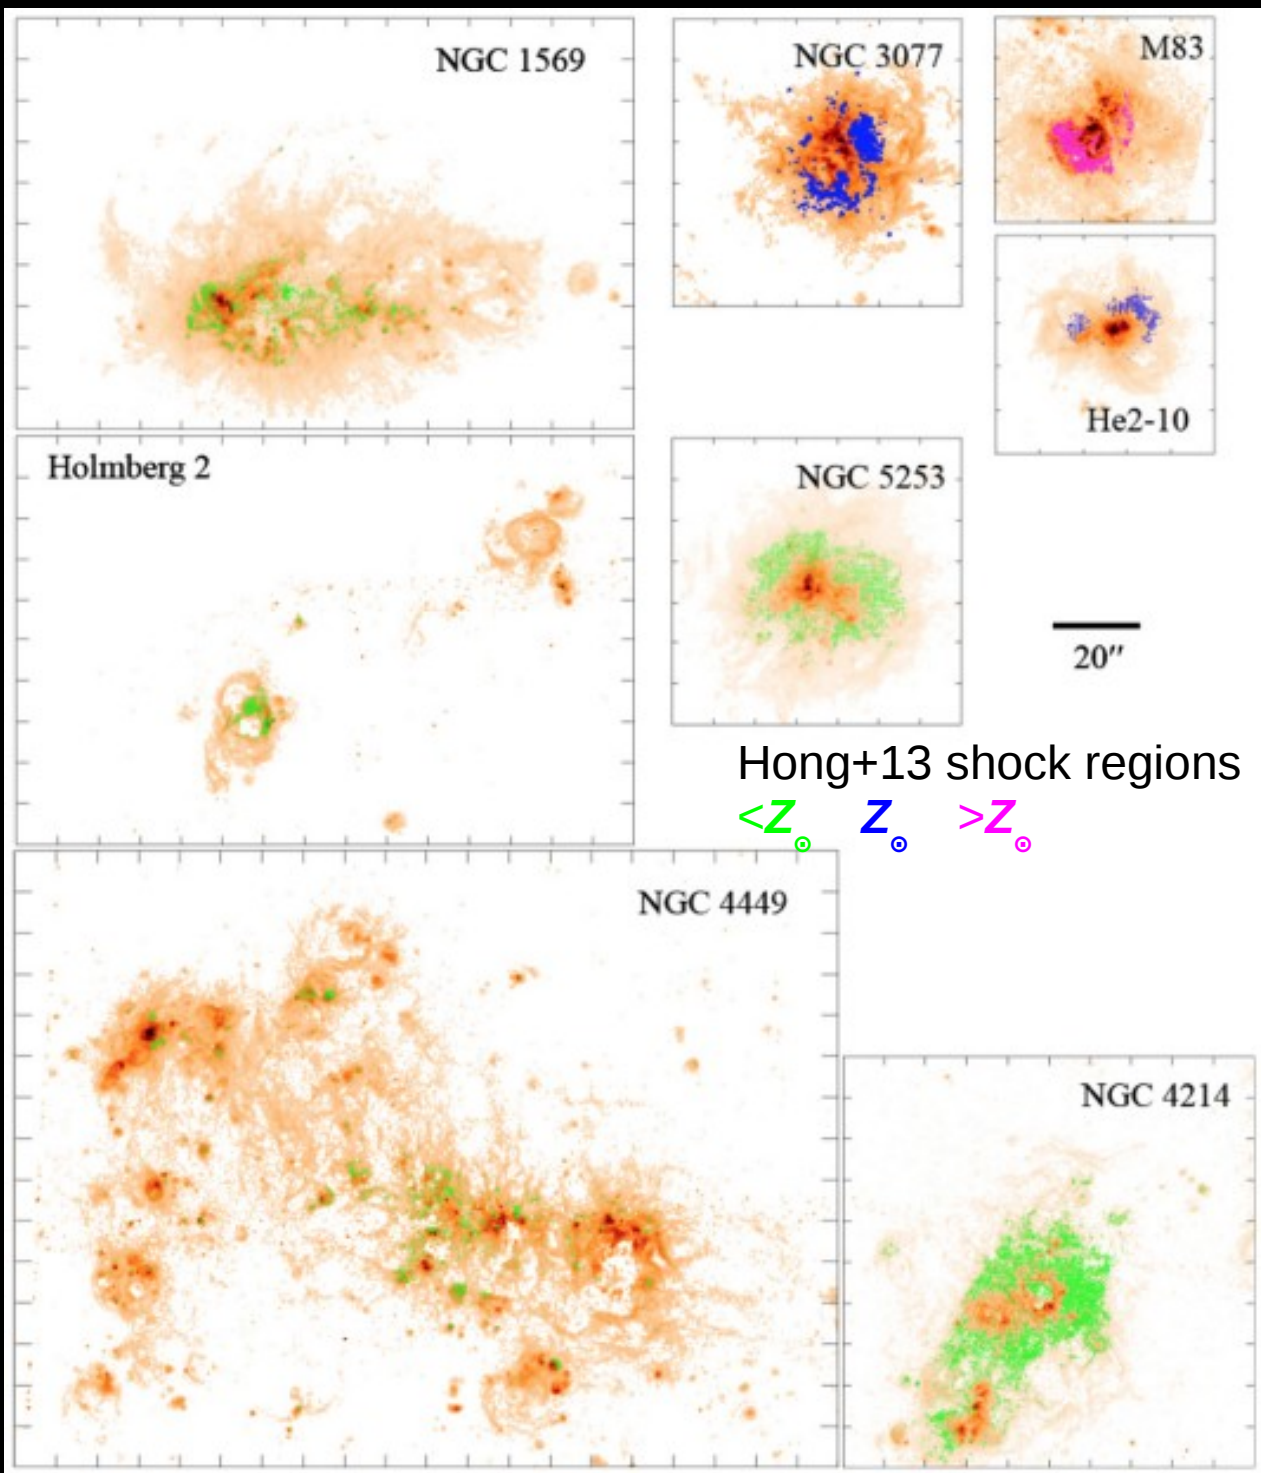 NGC 1569
NGC 3077
M83
He2-10
Holmberg 2
NGC 5253
20″
Hong+13 shock regions
<Z☉ Z☉ >Z☉
NGC 4449
NGC 4214